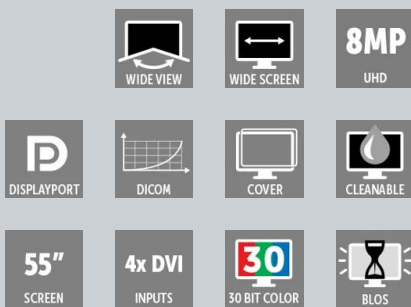 WIDE VIEW
WIDE SCREEN
8MP
UHD
DISPLAYPORT
DICOM
COVER
CLEANABLE
55"
SCREEN
4x DVI
INPUTS
30
30 BIT COLOR
BLOS